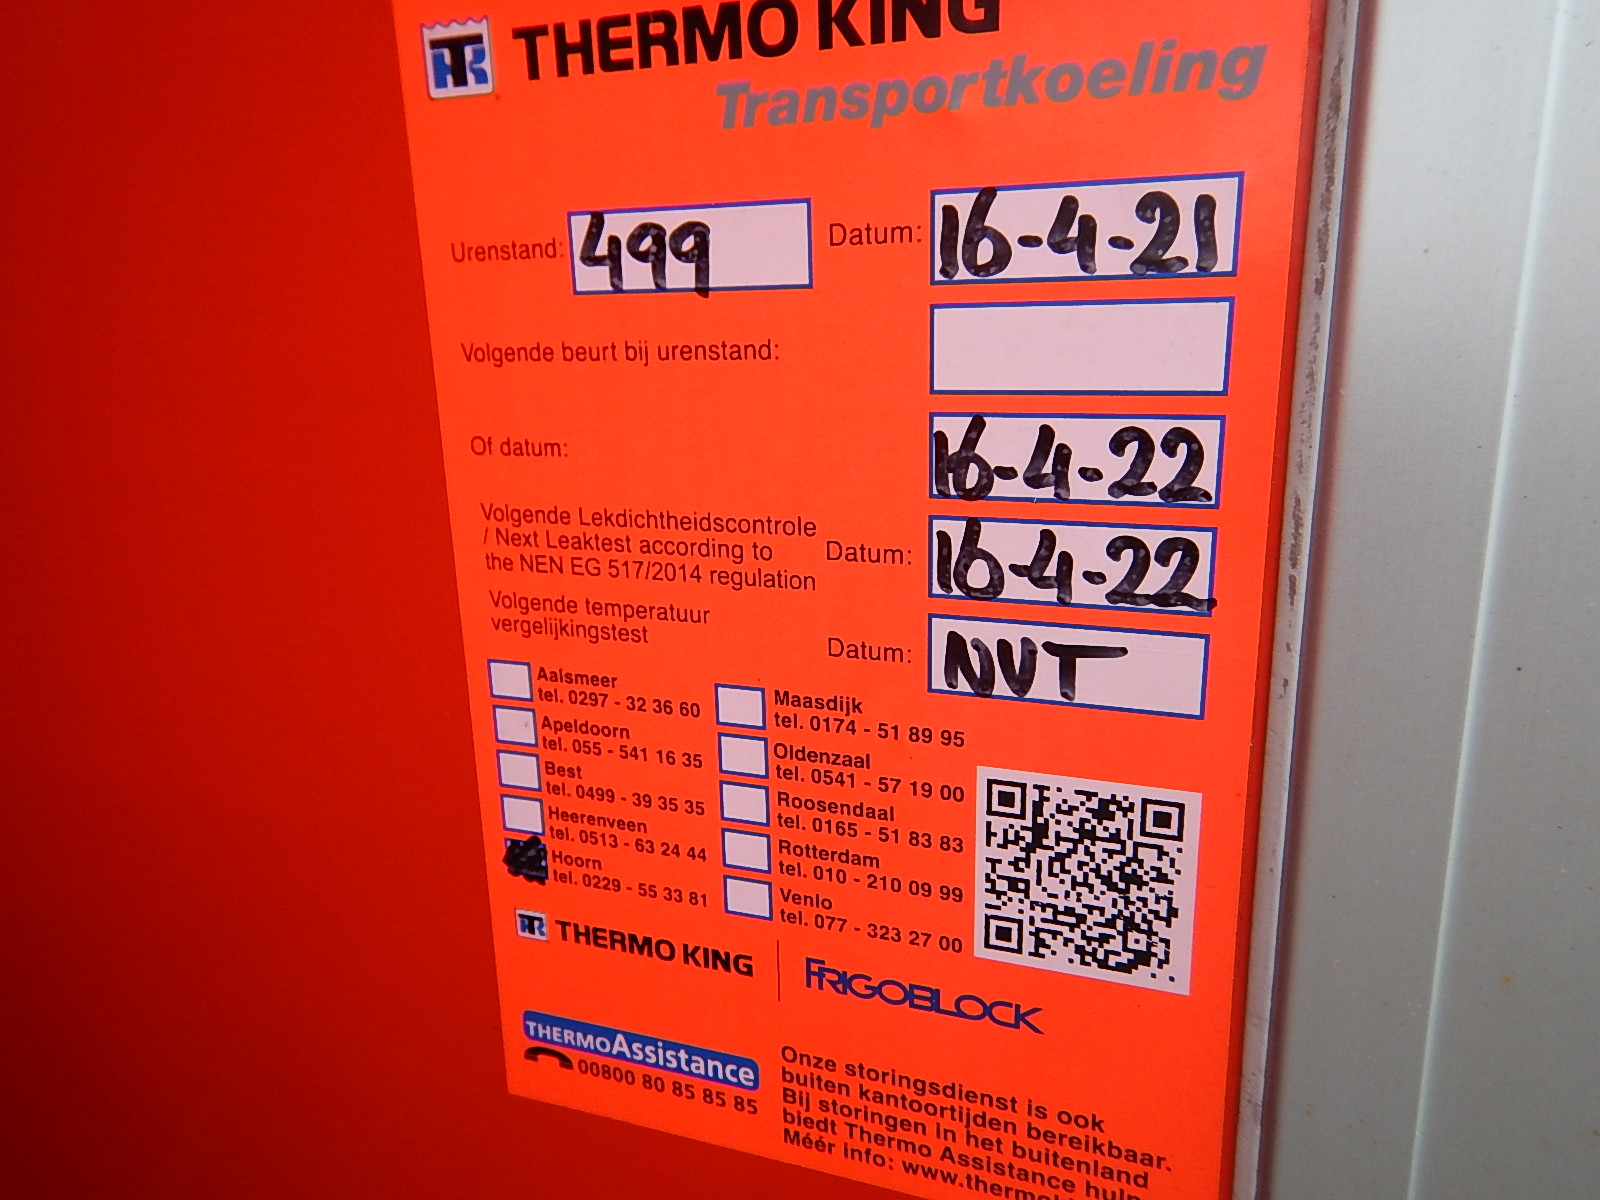 THERMO KING
Transportkoeling
Urenstand: 499 Datum: 16-4-21
Volgende beurt bij urenstand:
Of datum: 16-4-22
Volgende Lekdichtheidscontrole
/ Next Leaktest according to
the NEN EG 517/2014 regulation
Datum: 16-4-22
Volgende temperatuur
vergelijkingstest
Datum: NVT
Aalsmeer
tel. 0297 - 32 36 60
Apeldoorn
tel. 055 - 541 16 35
Best
tel. 0499 - 39 35 35
Heerenveen
tel. 0513 - 63 24 44
Hoorn
tel. 0229 - 55 33 81
Maasdijk
tel. 0174 - 51 89 95
Oldenzaal
tel. 0541 - 57 19 00
Roosendaal
tel. 0165 - 51 83 83
Rotterdam
tel. 010 - 210 09 99
Venlo
tel. 077 - 323 27 00
THERMO KING
FRIGOBLOCK
THERMOAssistance
00800 80 85 85 85
Onze storingsdienst is ook
buiten kantoortijden bereikbaar.
Bij storingen in het buitenland
biedt Thermo Assistance hulp
Méér info: www.thermo